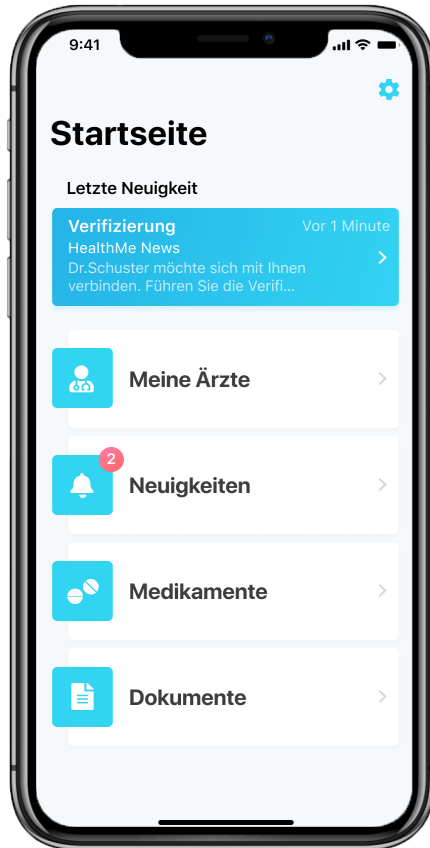 9:41
Startseite
Letzte Neuigkeit
Verifizierung Vor 1 Minute
HealthMe News
Dr.Schuster möchte sich mit Ihnen
verbinden. Führen Sie die Verifi...
Meine Ärzte
2
Neuigkeiten
Medikamente
Dokumente